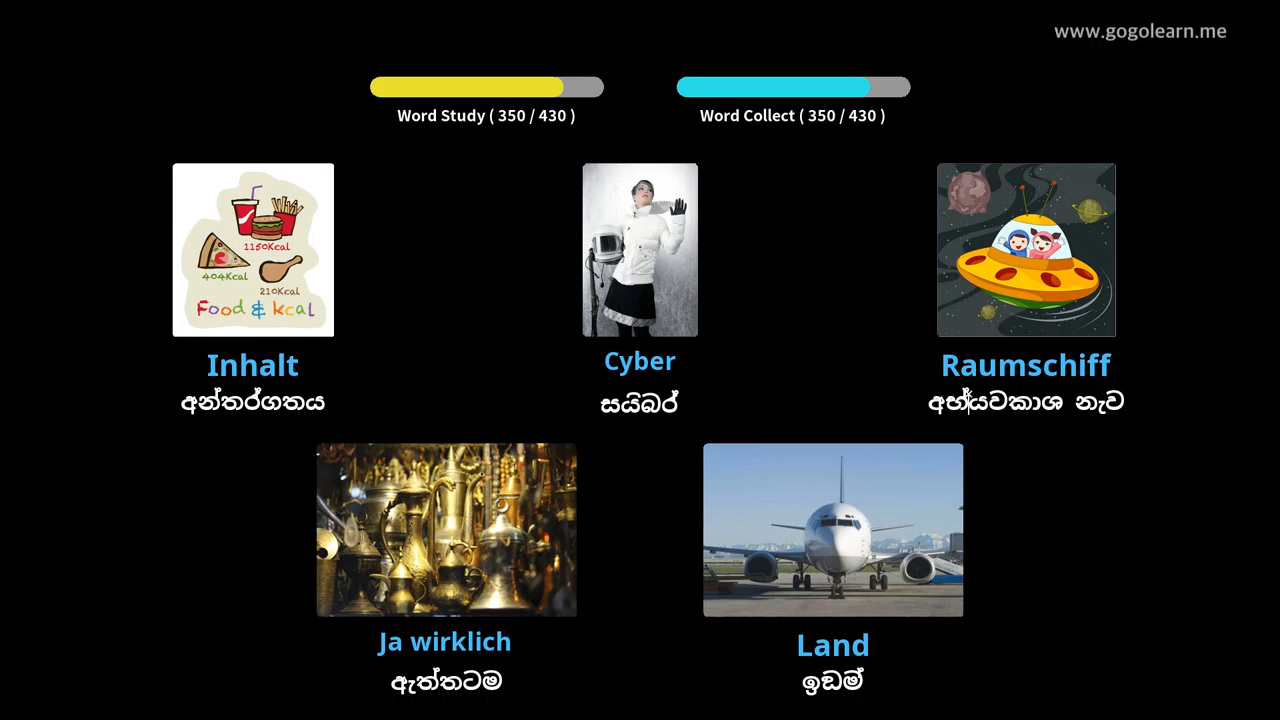 www.gogolearn.me
Word Study ( 350 / 430 )
Word Collect ( 350 / 430 )
1150Kcal
404Kcal
210Kcal
Food & kcal
Inhalt
අන්තර්ගතය
Cyber
සයිබර්
Raumschiff
අභ්‍යවකාශ නැව
Ja wirklich
ඇත්තටම
Land
ඉඩම්